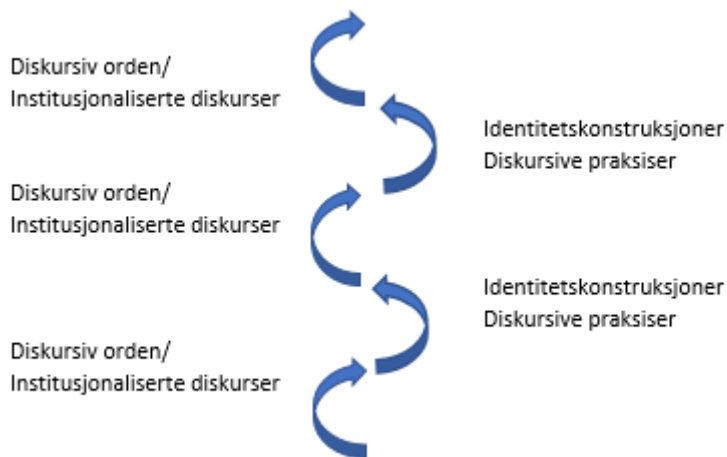 Diskursiv orden/
Institusjonaliserte diskurser
Identitetskonstruksjoner
Diskursive praksiser
Diskursiv orden/
Institusjonaliserte diskurser
Identitetskonstruksjoner
Diskursive praksiser
Diskursiv orden/
Institusjonaliserte diskurser